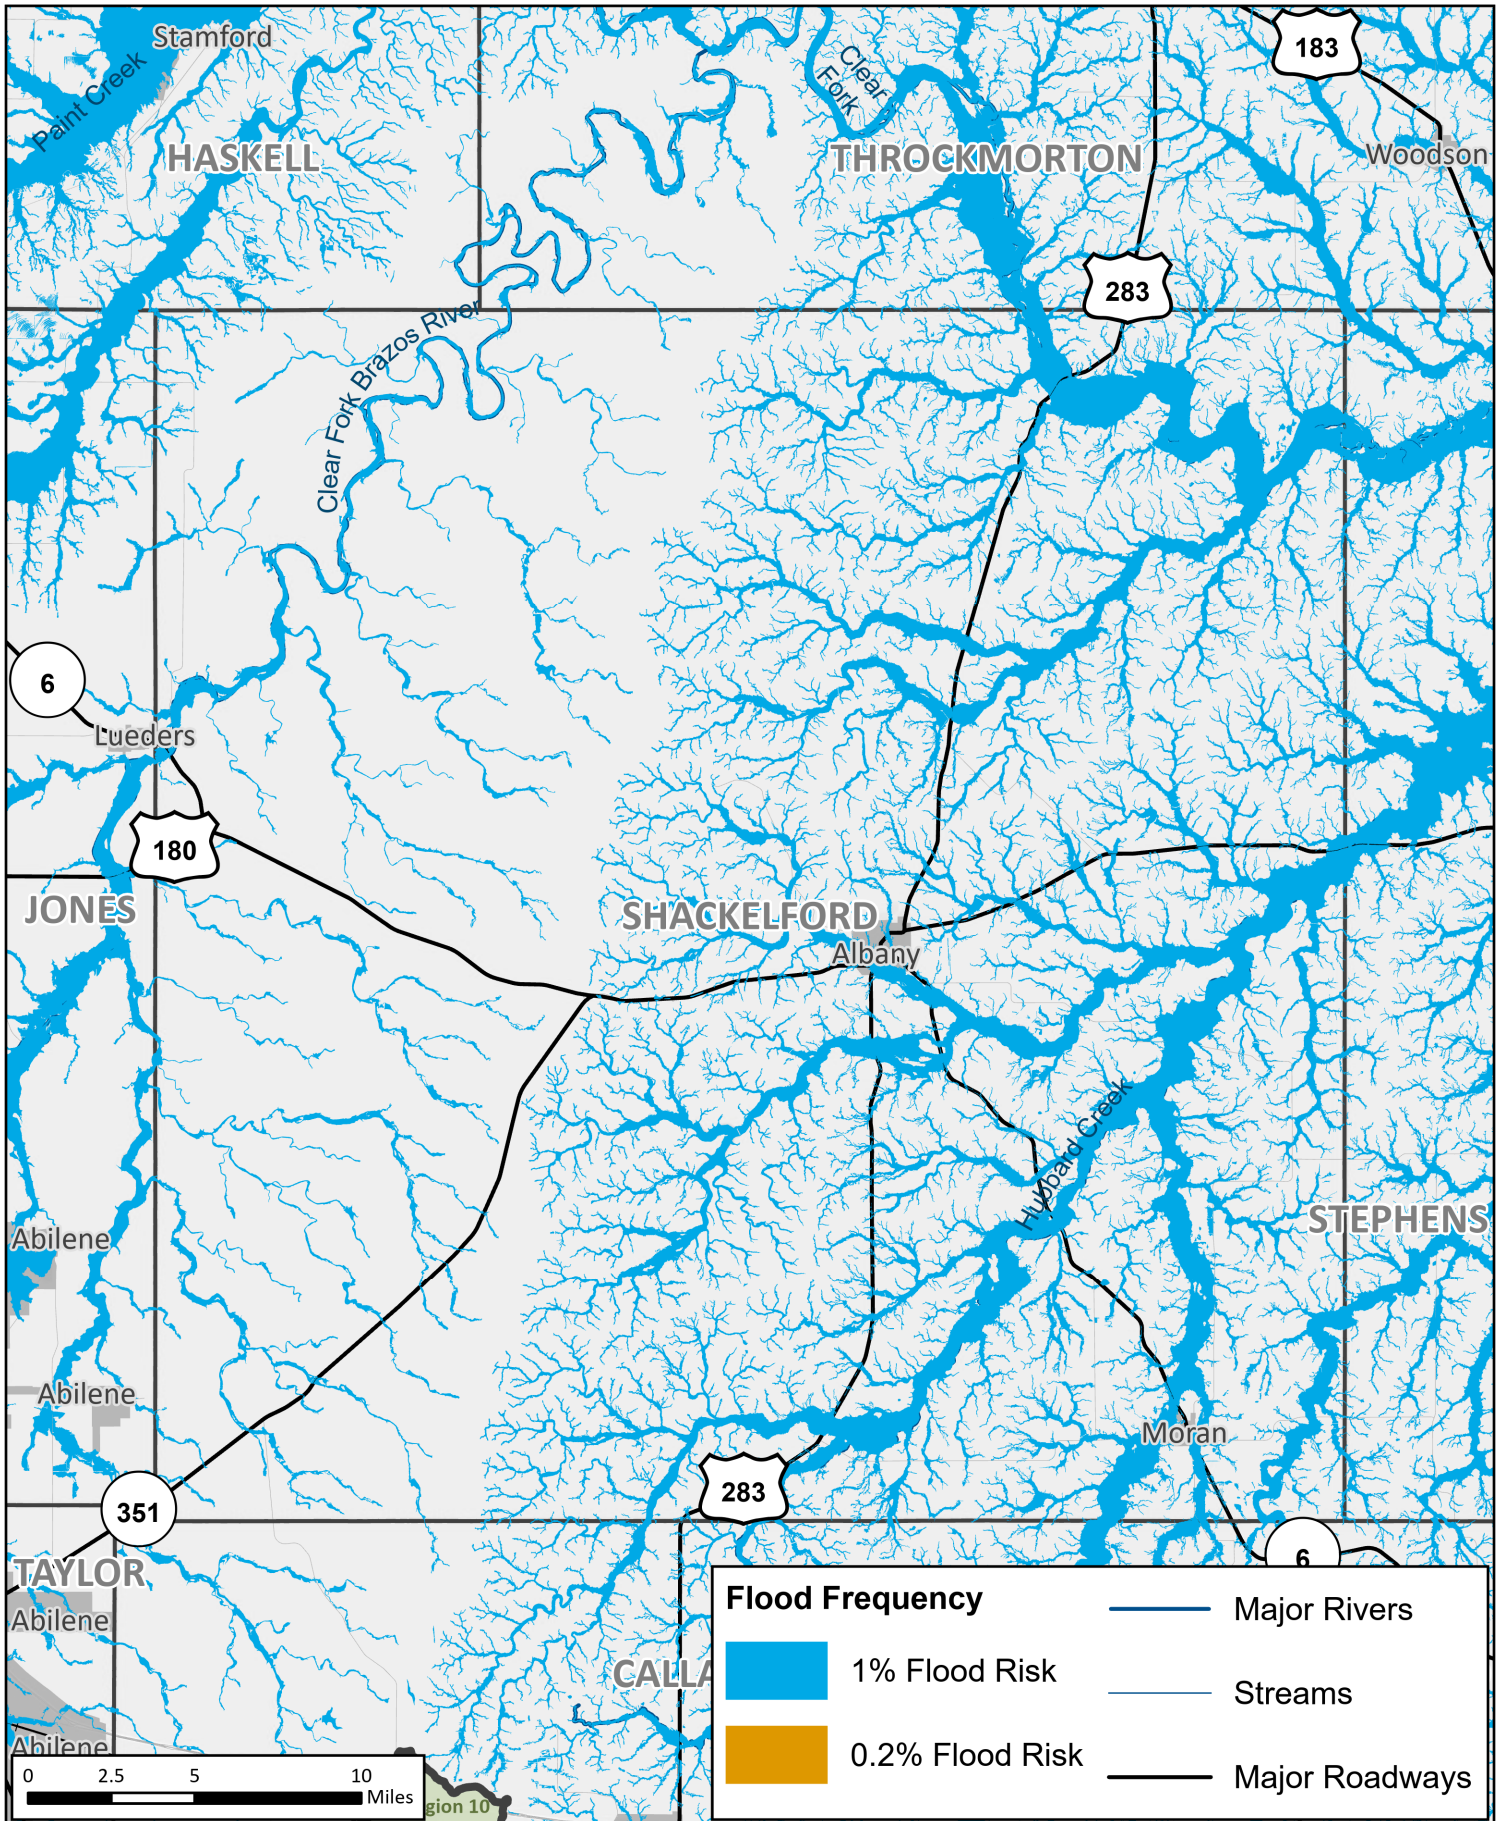 Stamford
183
Paint Creek
Clear
Fork
HASKELL
THROCKMORTON
Woodson
283
Clear Fork Brazos River
6
Lueders
180
JONES
SHACKELFORD
Albany
Hubbard Creek
STEPHENS
Abilene
Abilene
Moran
283
351
6
TAYLOR
Abilene
CALLA
Abilene
gion 10
0 2.5 5 10
Miles
Flood Frequency
1% Flood Risk
0.2% Flood Risk
Major Rivers
Streams
Major Roadways